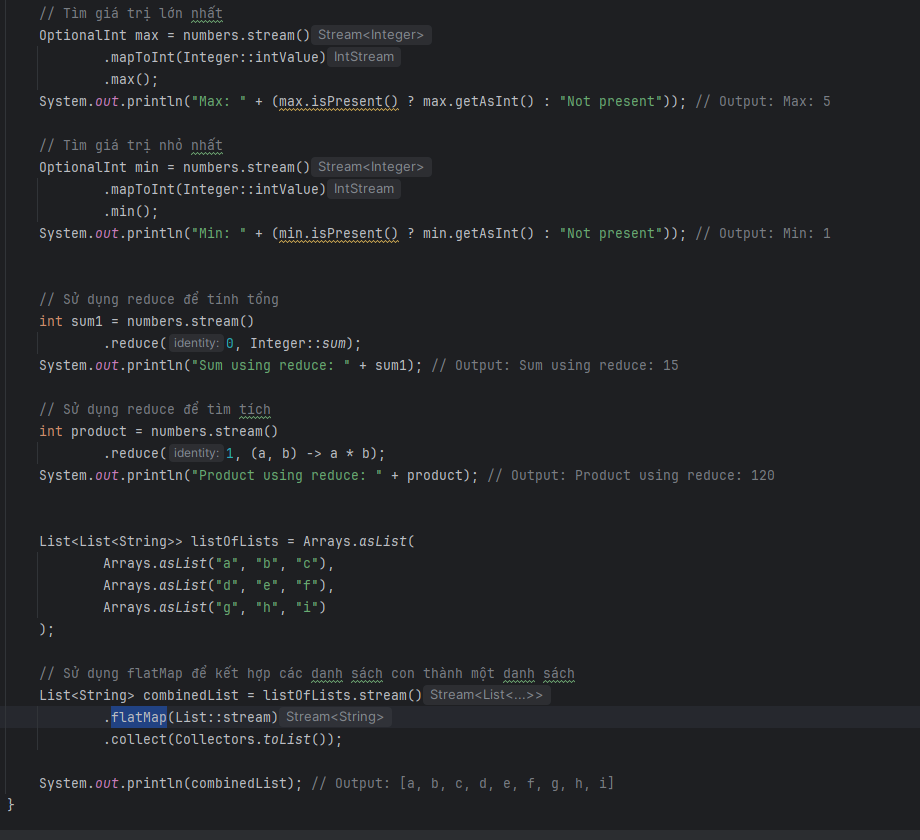 // Tìm giá trị lớn nhất
OptionalInt max = numbers.stream() Stream<Integer>
.mapToInt(Integer::intValue) IntStream
.max();
System.out.println("Max: " + (max.isPresent() ? max.getAsInt() : "Not present")); // Output: Max: 5
// Tìm giá trị nhỏ nhất
OptionalInt min = numbers.stream() Stream<Integer>
.mapToInt(Integer::intValue) IntStream
.min();
System.out.println("Min: " + (min.isPresent() ? min.getAsInt() : "Not present")); // Output: Min: 1
// Sử dụng reduce để tính tổng
int sum1 = numbers.stream()
.reduce( identity: 0, Integer::sum);
System.out.println("Sum using reduce: " + sum1); // Output: Sum using reduce: 15
// Sử dụng reduce để tìm tích
int product = numbers.stream()
.reduce( identity: 1, (a, b) -> a * b);
System.out.println("Product using reduce: " + product); // Output: Product using reduce: 120
List<List<String>> listOfLists = Arrays.asList(
Arrays.asList("a", "b", "c"),
Arrays.asList("d", "e", "f"),
Arrays.asList("g", "h", "i")
);
// Sử dụng flatMap để kết hợp các danh sách con thành một danh sách
List<String> combinedList = listOfLists.stream() Stream<List<...>>
.flatMap(List::stream) Stream<String>
.collect(Collectors.toList());
System.out.println(combinedList); // Output: [a, b, c, d, e, f, g, h, i]
}